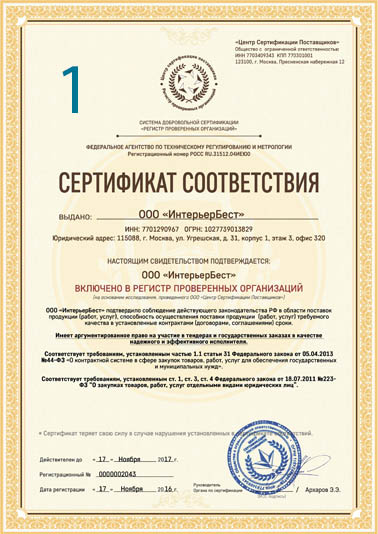 «Центр Сертификации Поставщиков»
Общество с ограниченной ответственностью
ИНН 7703409341 КПП 770301001
123100, г. Москва, Пресненская набережная 12
1
СИСТЕМА ДОБРОВОЛЬНОЙ СЕРТИФИКАЦИИ
«РЕГИСТР ПРОВЕРЕННЫХ ОРГАНИЗАЦИЙ»
ФЕДЕРАЛЬНОЕ АГЕНТСТВО ПО ТЕХНИЧЕСКОМУ РЕГУЛИРОВАНИЮ И МЕТРОЛОГИИ
Регистрационный номер РОСС RU.31512.04ИЕЮ0
СЕРТИФИКАТ СООТВЕТСТВИЯ
ВЫДАНО: ООО «ИнтерьерБест»
ИНН: 7701290967 ОГРН: 1027739013829
Юридический адрес: 115088, г. Москва, ул. Угрешская, д. 31, корпус 1, этаж 3, офис 320
НАСТОЯЩИМ СВИДЕТЕЛЬСТВОМ ПОДТВЕРЖДАЕТСЯ:
ООО «ИнтерьерБест»
ВКЛЮЧЕНО В РЕГИСТР ПРОВЕРЕННЫХ ОРГАНИЗАЦИЙ
(на основании исследования, проведенного ООО «Центр Сертификации Поставщиков»)
ООО «ИнтерьерБест» подтвердило соблюдение действующего законодательства РФ в области поставок
продукции (работ, услуг), способность осуществления поставки продукции (работ, услуг) требуемого
качества в установленные контрактами (договорами, соглашениями) сроки.
Имеет аргументированное право на участие в тендерах и государственных заказах в качестве
надежного и эффективного исполнителя.
Соответствует требованиям, установленным частью 1.1 статьи 31 Федерального закона от 05.04.2013
№44-ФЗ «О контрактной системе в сфере закупок товаров, работ, услуг для обеспечения государственных
и муниципальных нужд».
Соответствует требованиям, установленным ст. 1, ст. 3, ст. 4 Федерального закона от 18.07.2011 №223-
ФЗ "О закупках товаров, работ, услуг отдельными видами юридических лиц".
* Сертификат теряет свою силу в случае нарушения установленных в
Действителен до « 17 » Ноября 2017г.
Регистрационный № 0000002043
Дата регистрации « 17 » Ноября 2016г.
Руководитель
Органа по сертификации / Архаров Э.Э.